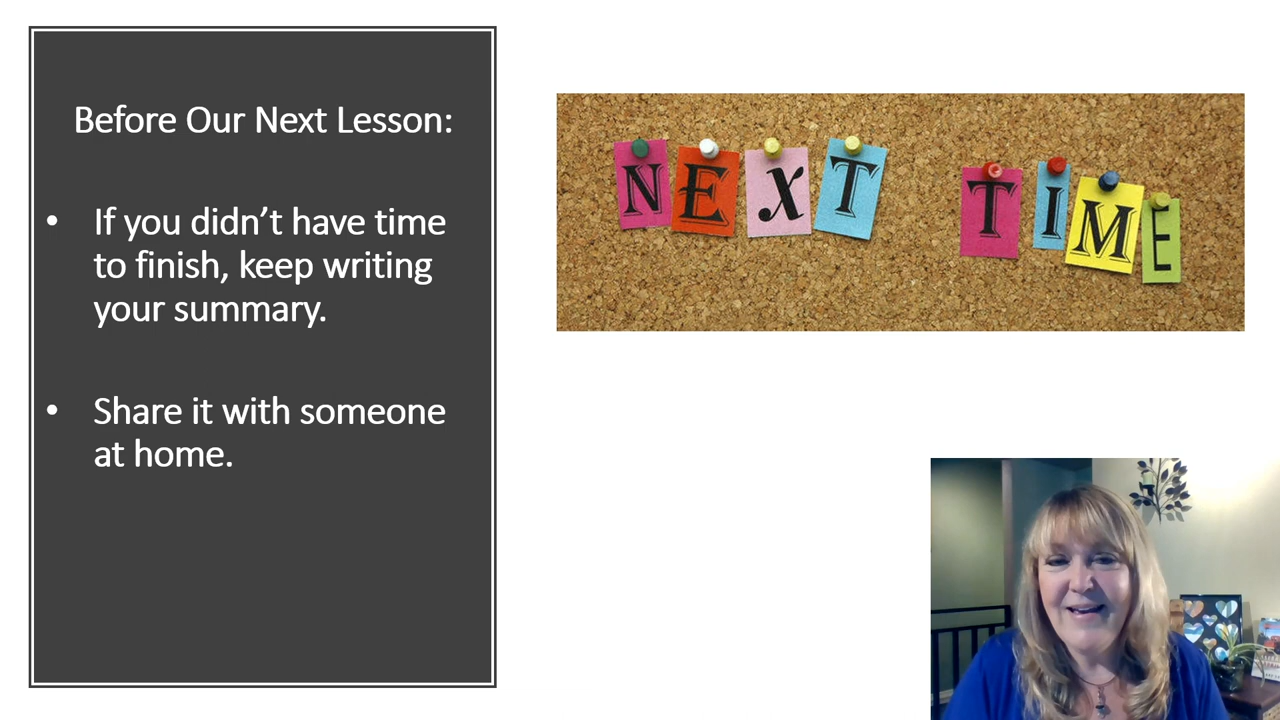 Before Our Next Lesson:
• If you didn’t have time
to finish, keep writing
your summary.
• Share it with someone
at home.
NEXT TIME